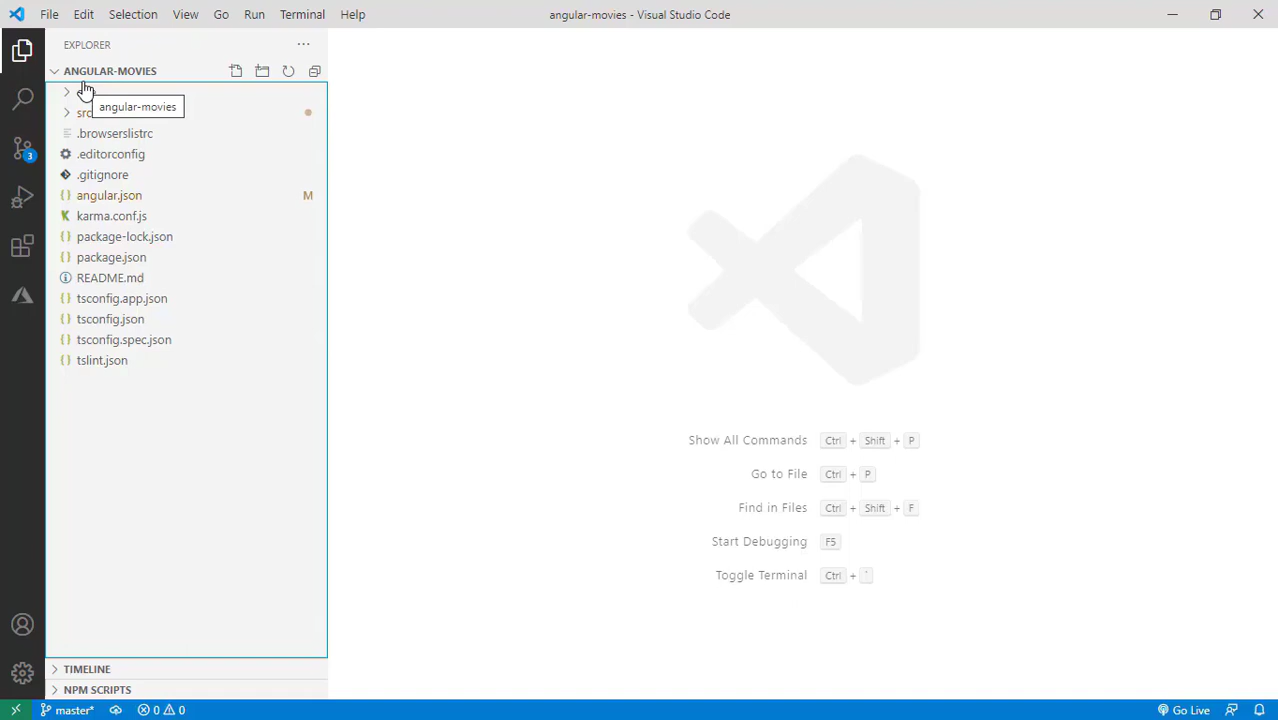 File Edit Selection View Go Run Terminal Help
angular-movies - Visual Studio Code
EXPLORER
ANGULAR-MOVIES
angular-movies
src
.browserslistrc
.editorconfig
.gitignore
angular.json M
karma.conf.js
package-lock.json
package.json
README.md
tsconfig.app.json
tsconfig.json
tsconfig.spec.json
tslint.json
3
Show All Commands Ctrl + Shift + P
Go to File Ctrl + P
Find in Files Ctrl + Shift + F
Start Debugging F5
Toggle Terminal Ctrl + `
TIMELINE
NPM SCRIPTS
master* 0 0 Go Live